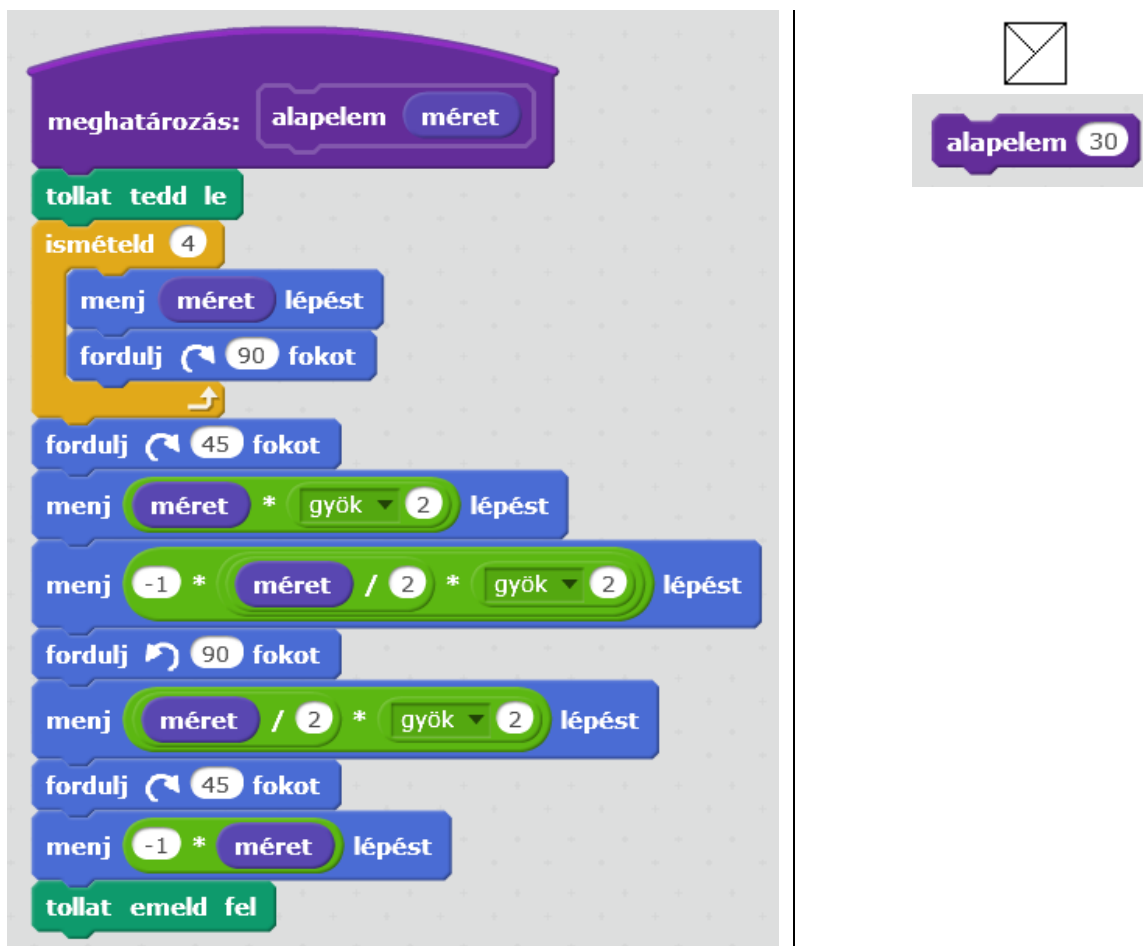 meghatározás: alapelem méret
tollat tedd le
ismételd 4
menj méret lépést
fordulj 90 fokot
fordulj 45 fokot
menj méret * gyök 2 lépést
menj -1 * méret / 2 * gyök 2 lépést
fordulj 90 fokot
menj méret / 2 * gyök 2 lépést
fordulj 45 fokot
menj -1 * méret lépést
tollat emeld fel
alapelem 30